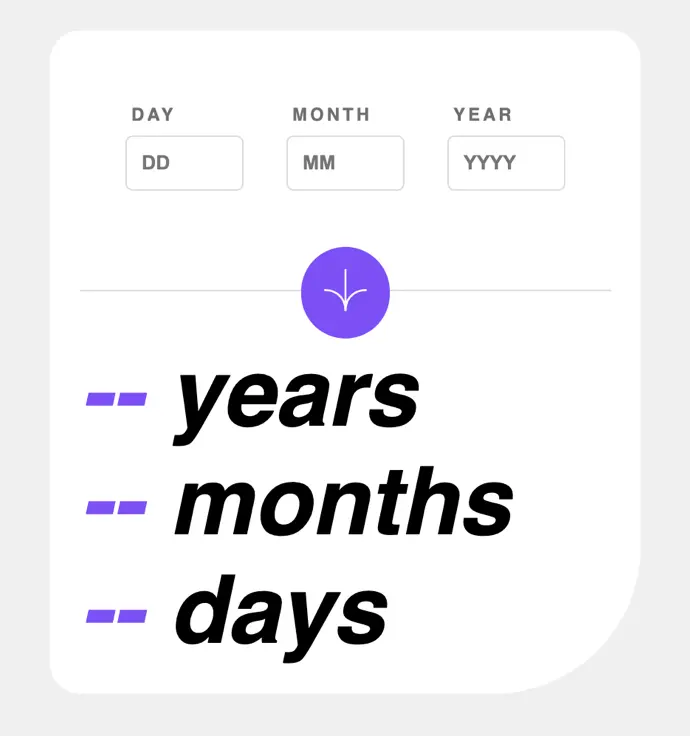 DAY MONTH YEAR
DD MM YYYY
-- years
-- months
-- days